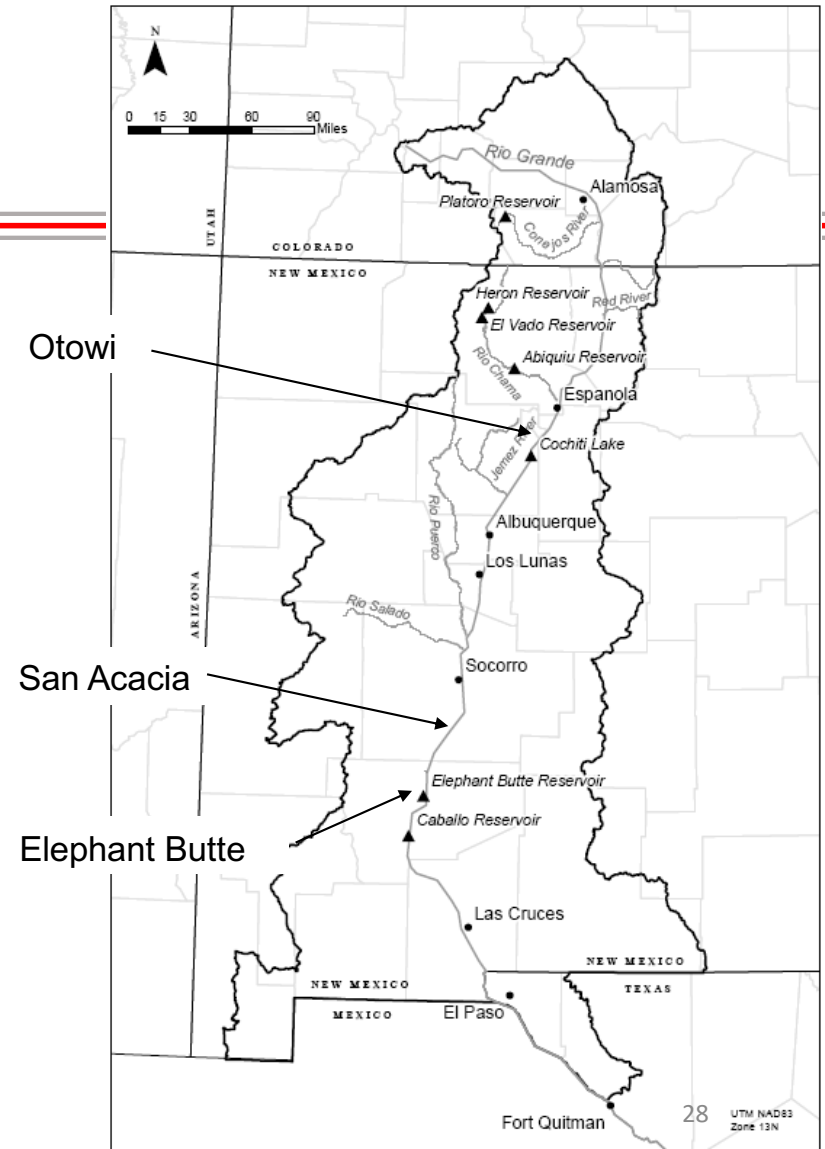 N
0 15 30 60 90
Miles
Rio Grande
Alamosa
Platoro Reservoir
Conejos River
UTAH
COLORADO
NEW MEXICO
Heron Reservoir
Red River
El Vado Reservoir
Otowi
Abiquiu Reservoir
Rio Chama
Espanola
Cochiti Lake
Jemez River
Rio Puerco
Albuquerque
Los Lunas
ARIZONA
Rio Salado
Socorro
San Acacia
Elephant Butte Reservoir
Caballo Reservoir
Elephant Butte
Las Cruces
NEW MEXICO
TEXAS
NEW MEXICO
MEXICO
El Paso
Fort Quitman
28
UTM NAD83
Zone 13N